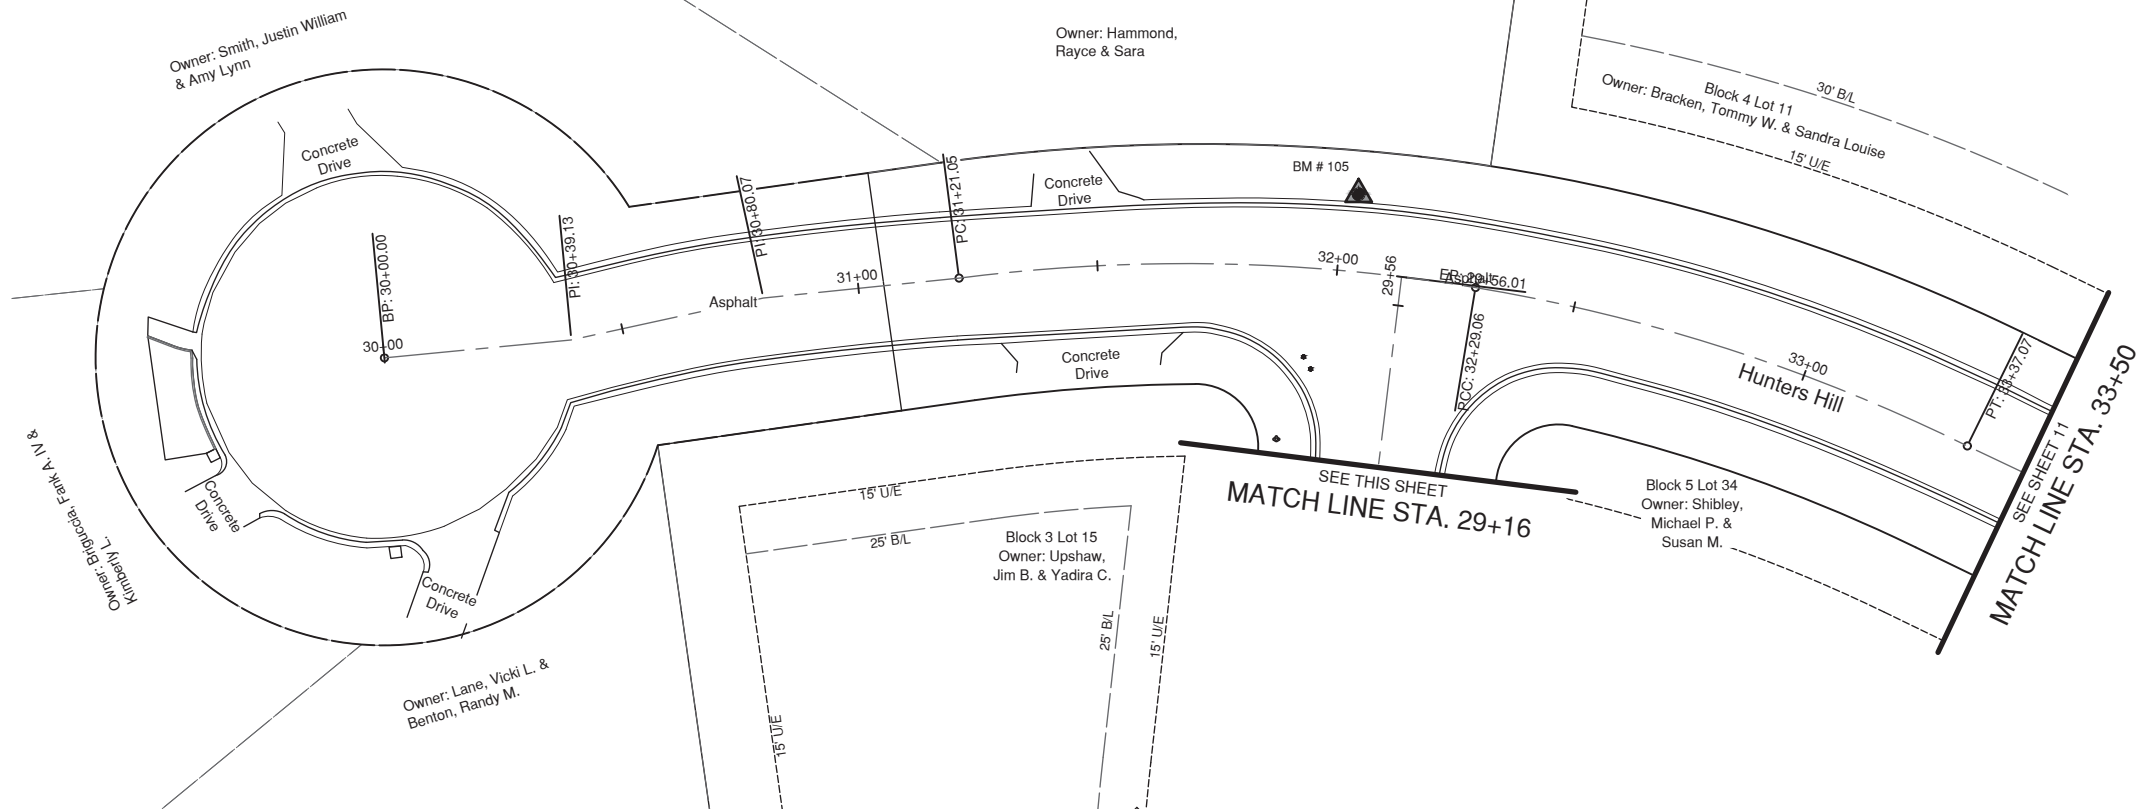 Owner: Smith, Justin William
& Amy Lynn
Owner: Hammond,
Rayce & Sara
30' B/L
Block 4 Lot 11
Owner: Bracken, Tommy W. & Sandra Louise
15' U/E
Concrete
Drive
BM # 105
Concrete
Drive
BP: 30+00.00
PI: 30+39.13
PI: 30+80.07
PC: 31+21.05
30+00
Asphalt
31+00
32+00
29+56
EP: 29+56.01
Asphalt
PCC: 32+29.06
33+00
Hunters Hill
PT: 33+37.07
SEE SHEET 11
MATCH LINE STA. 33+50
Concrete
Drive
SEE THIS SHEET
MATCH LINE STA. 29+16
Block 5 Lot 34
Owner: Shibley,
Michael P. &
Susan M.
Owner: Briguccia, Fank A. IV &
Kimberly L.
Concrete
Drive
Concrete
Drive
15' U/E
25' B/L
Block 3 Lot 15
Owner: Upshaw,
Jim B. & Yadira C.
25' B/L
15' U/E
15' U/E
Owner: Lane, Vicki L. &
Benton, Randy M.